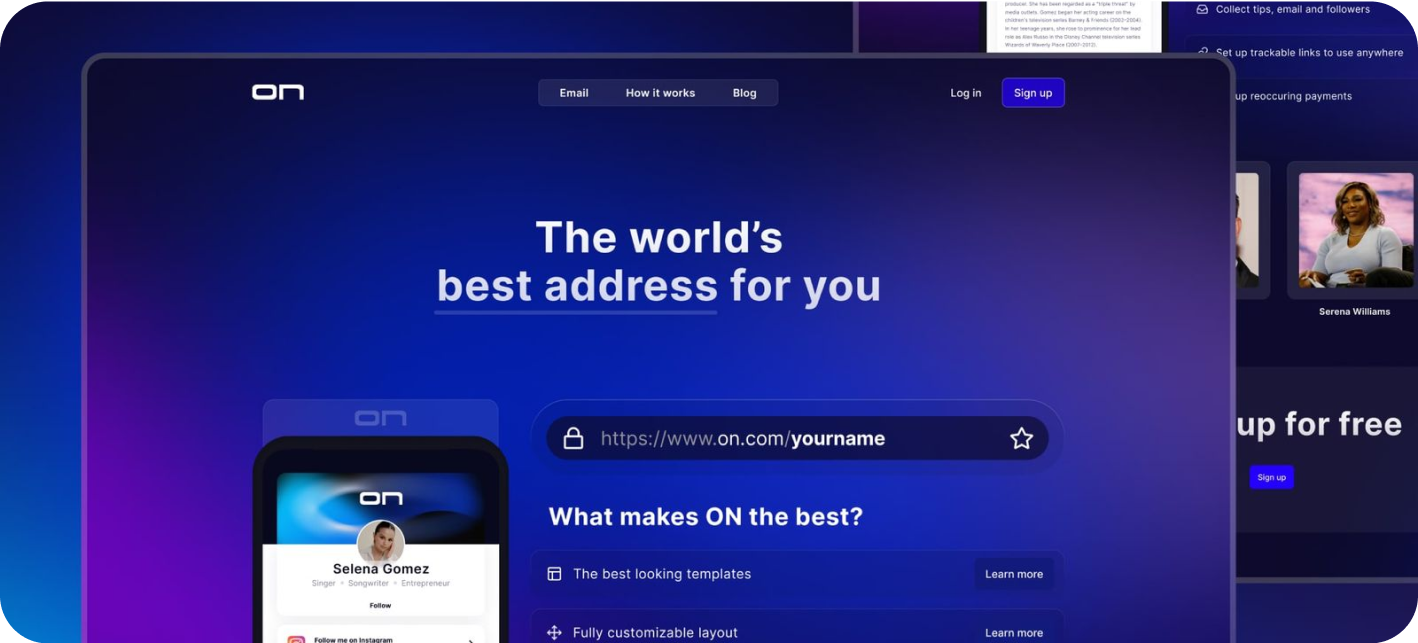 producer. She has been regarded as a "triple threat" by
media outlets. Gomez began her acting career on the
children's television series Barney & Friends (2002–2004).
In her teenage years, she rose to prominence for her lead
role as Alex Russo in the Disney Channel television series
Wizards of Waverly Place (2007–2012).
Collect tips, email and followers
Set up trackable links to use anywhere
up reoccuring payments
on
Email
How it works
Blog
Log in
Sign up
The world's
best address for you
on
https://www.on.com/yourname
on
Selena Gomez
Singer • Songwriter • Entrepreneur
Follow
Follow me on Instagram
What makes ON the best?
The best looking templates
Learn more
Fully customizable layout
Learn more
Serena Williams
up for free
Sign up